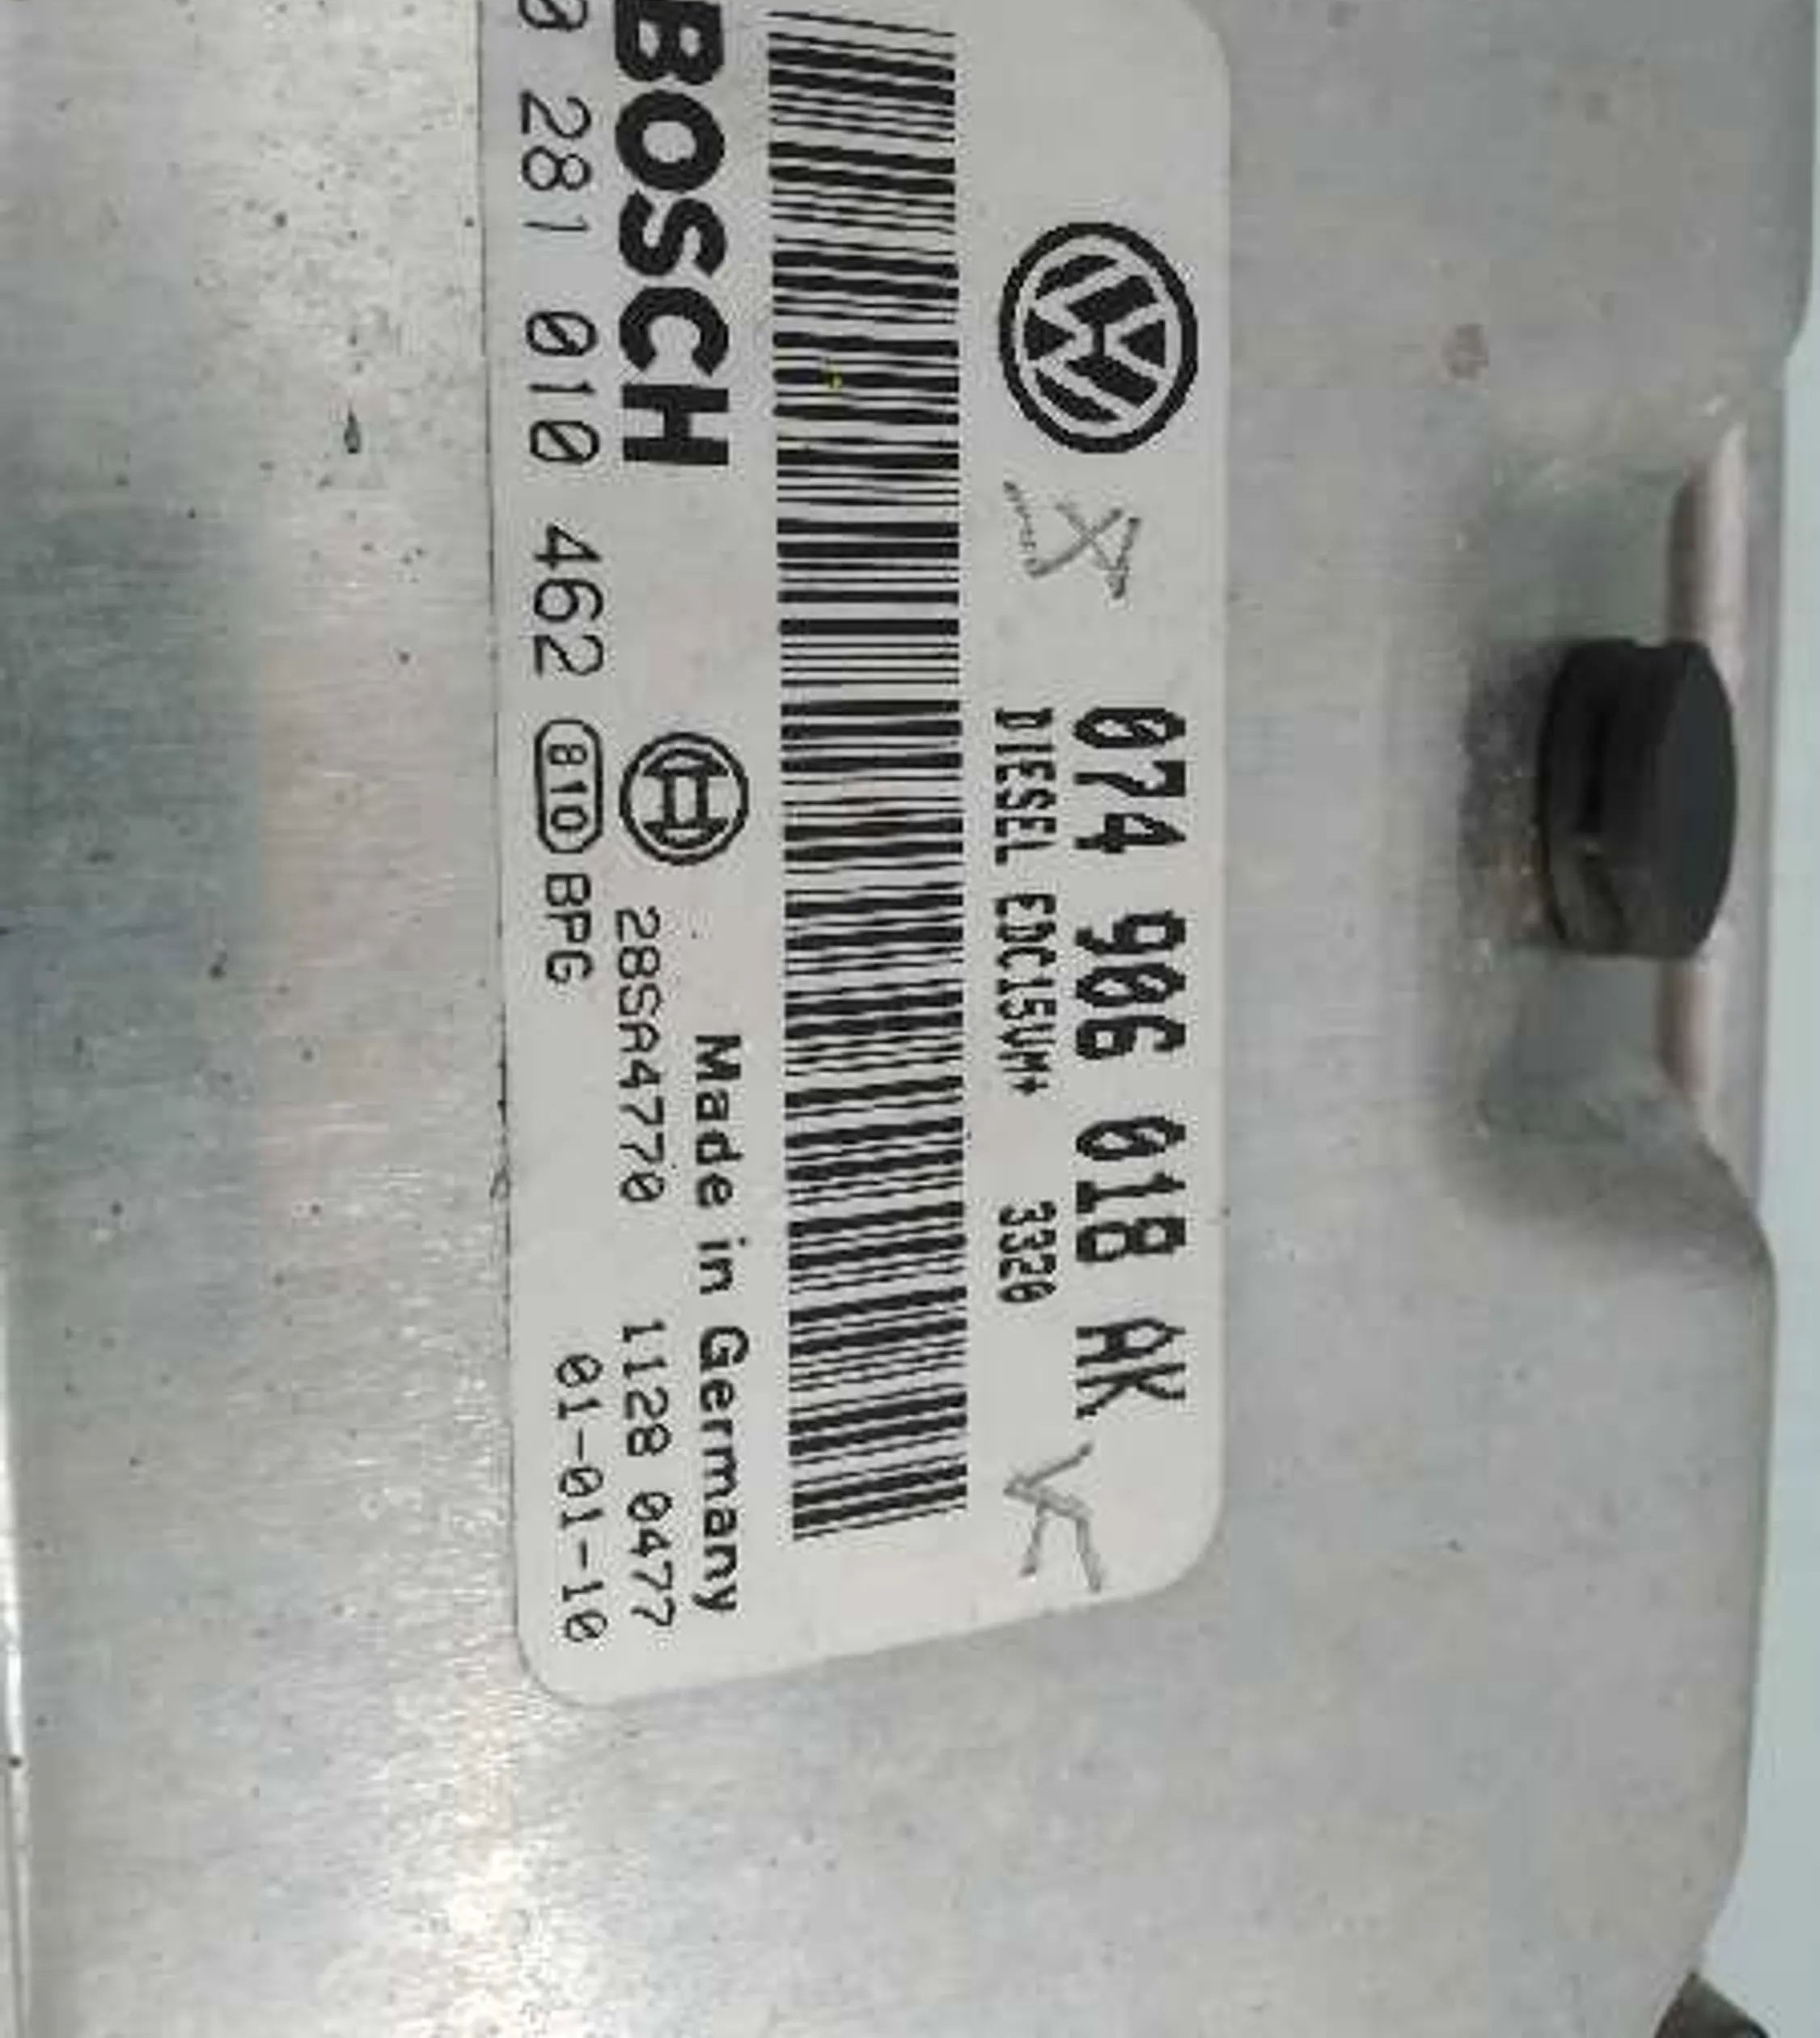 074 906 018 AK
DIESEL EDC15VM+ 3320
BOSCH
Made in Germany
28SA4770 1128 0477
0 281 010 462 810 BPG 01-01-10